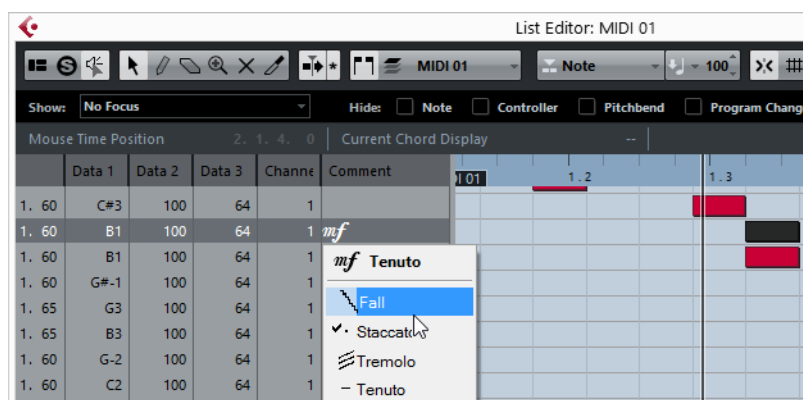 List Editor: MIDI 01
MIDI 01 Note 100
Show: No Focus Hide: Note Controller Pitchbend Program Chang
Mouse Time Position 2. 1. 4. 0 Current Chord Display --
Data 1 Data 2 Data 3 Channe Comment 1.2 1.3
1. 60 C#3 100 64 1
1. 60 B1 100 64 1 mf
1. 60 B1 100 64 1 mf Tenuto
1. 60 G#-1 100 64 1
1. 65 G3 100 64 1 Fall
1. 65 B3 100 64 1 Staccato
1. 60 G-2 100 64 1 Tremolo
1. 60 C2 100 64 1 Tenuto